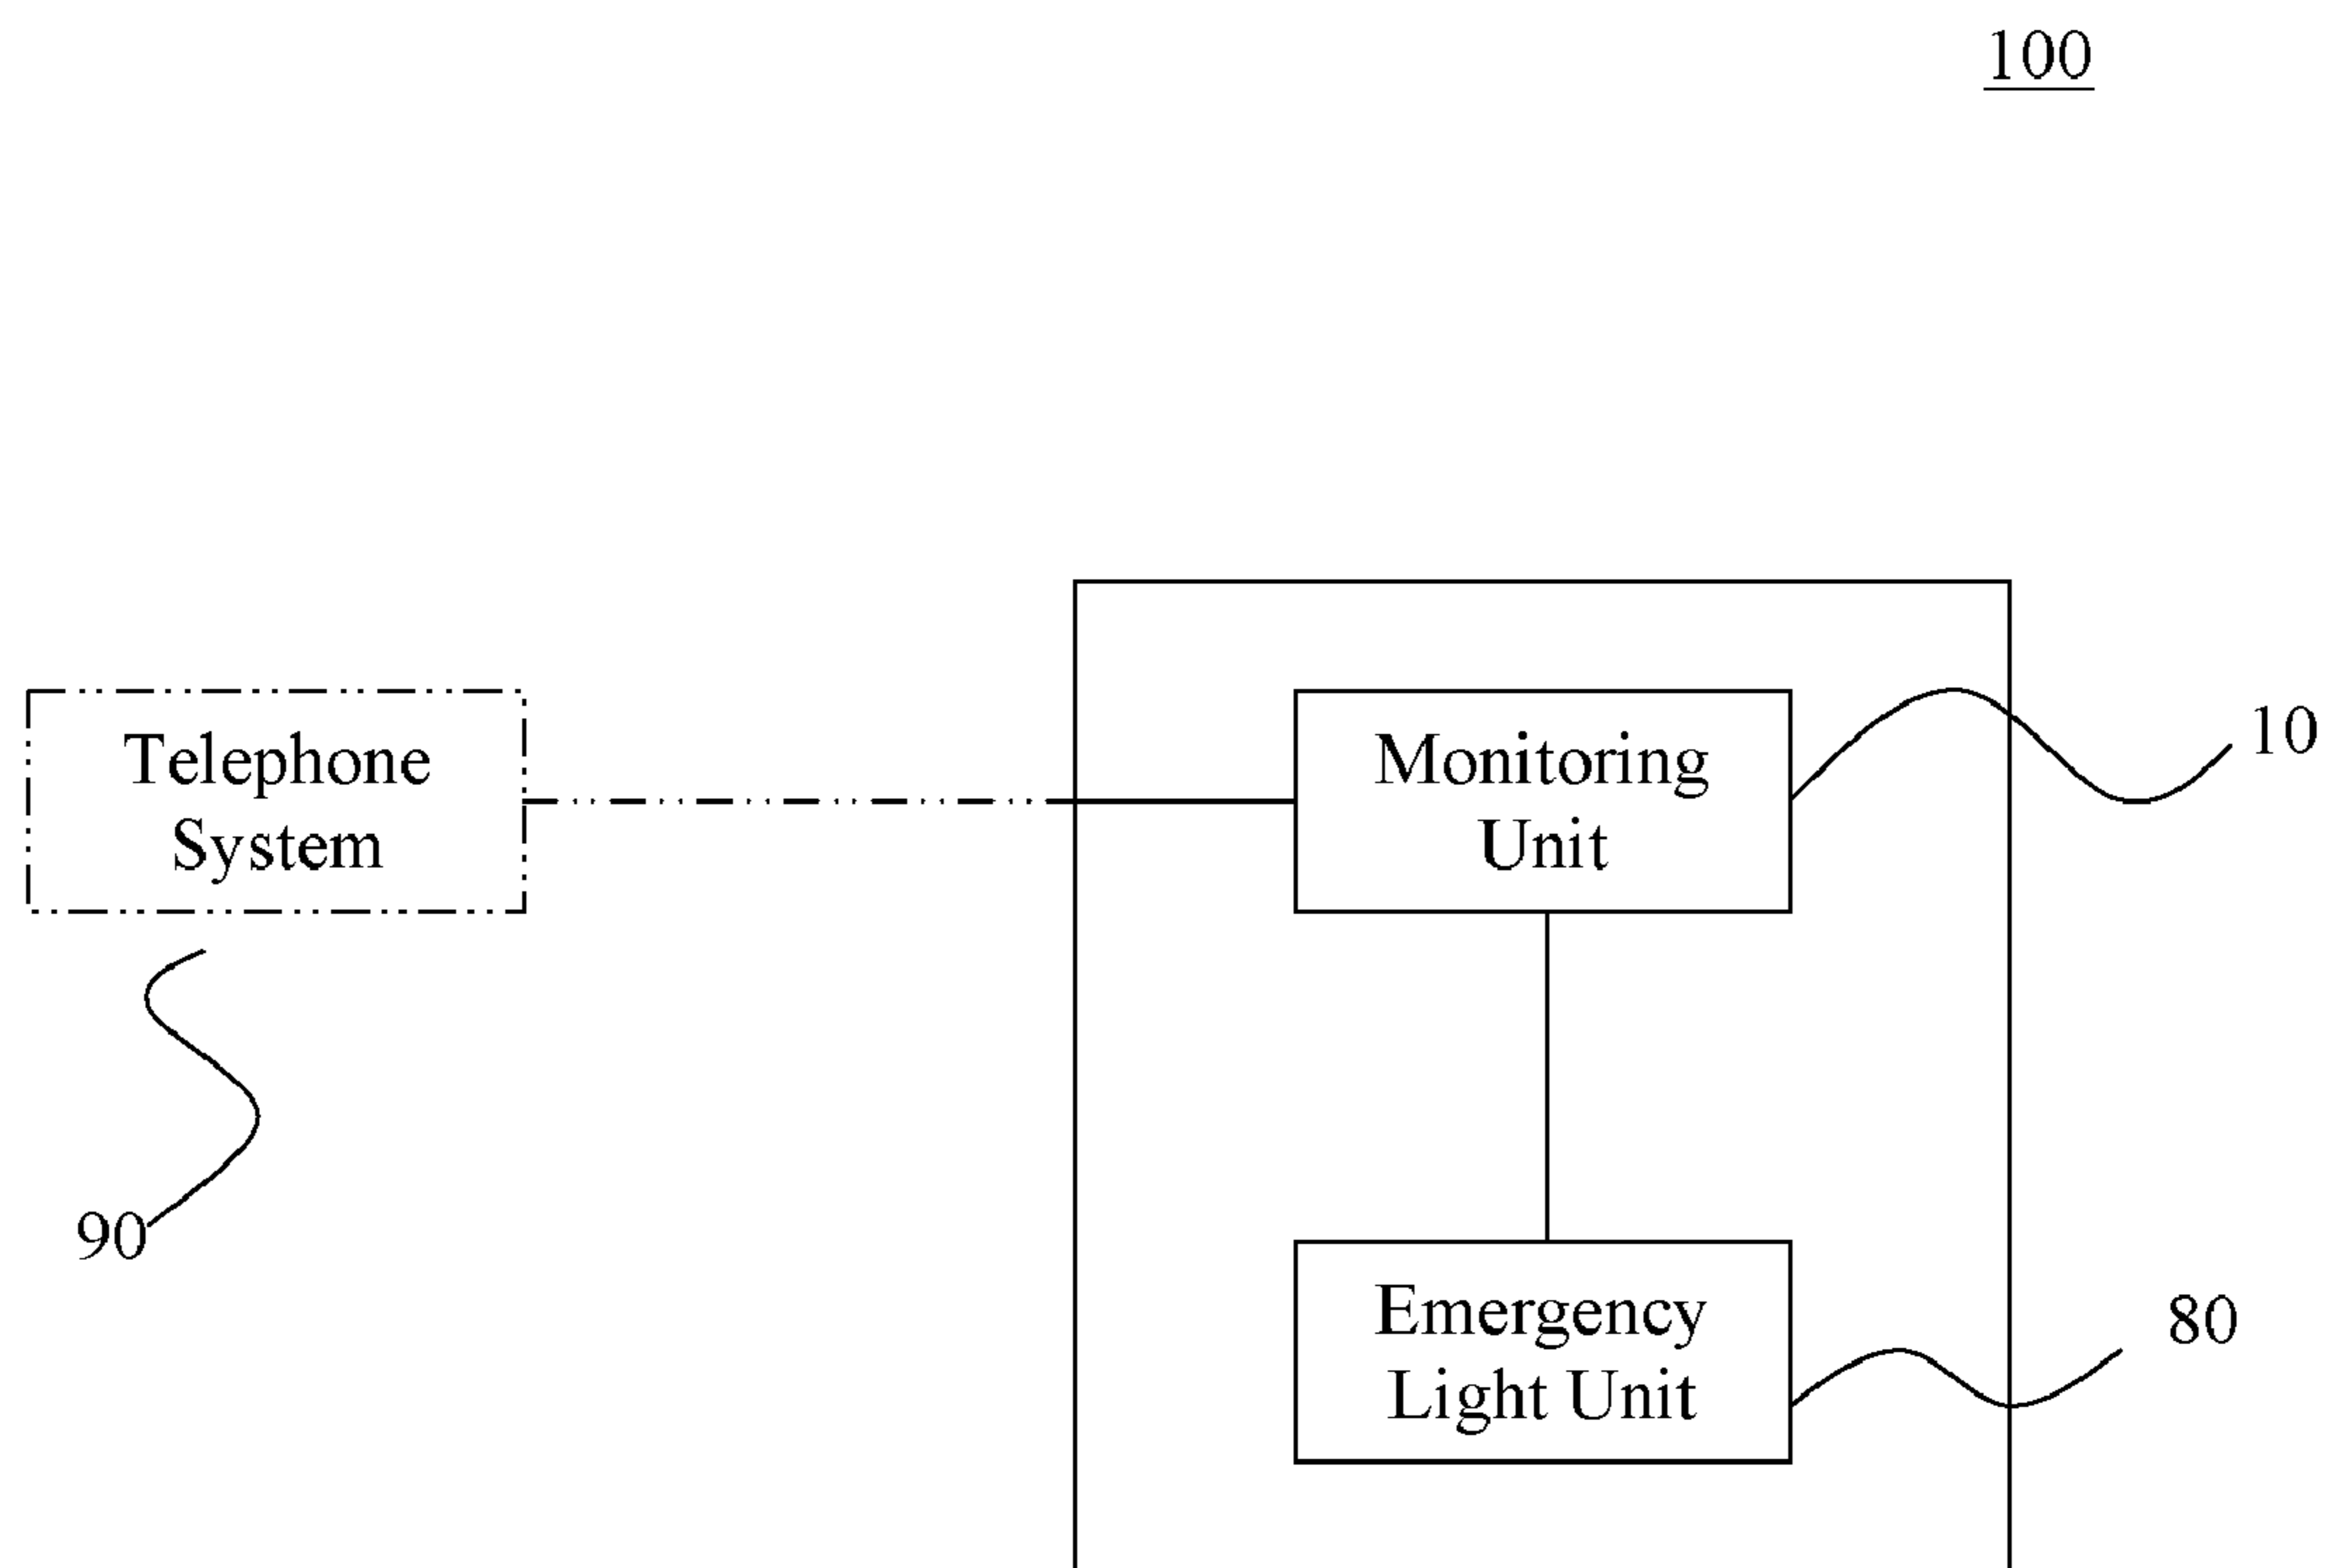 100
Telephone
System
Monitoring
Unit
10
90
Emergency
Light Unit
80